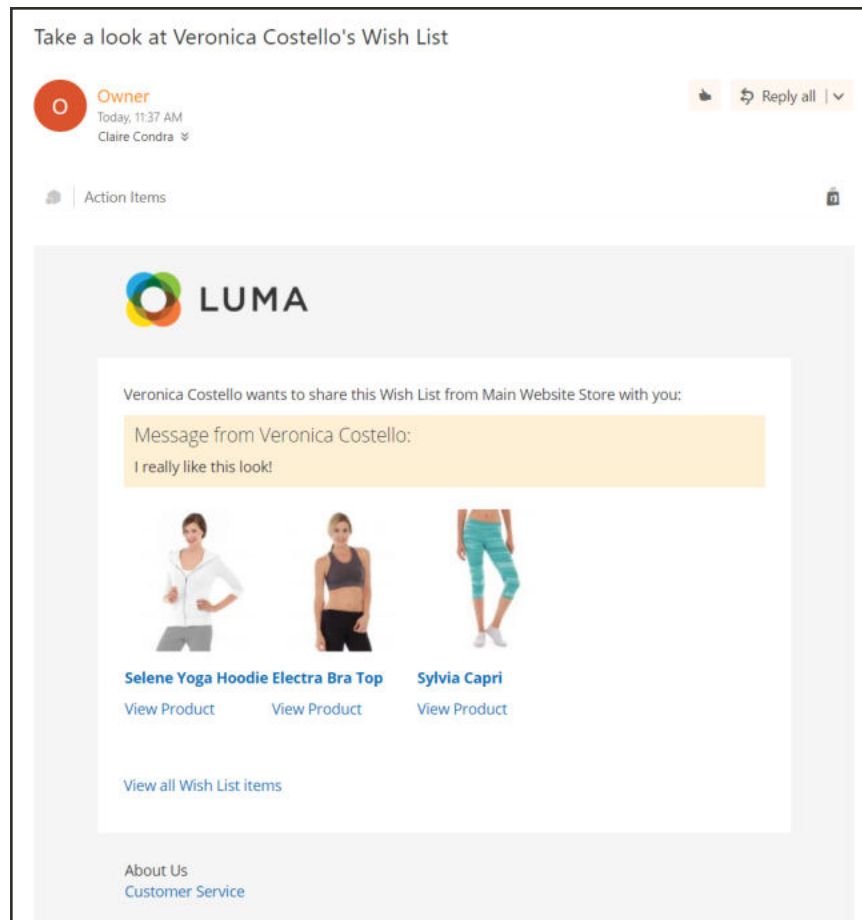 Take a look at Veronica Costello's Wish List
O
Owner
Today, 11:37 AM
Claire Condra
Reply all
Action Items
LUMA
Veronica Costello wants to share this Wish List from Main Website Store with you:
Message from Veronica Costello:
I really like this look!
Selene Yoga Hoodie Electra Bra Top Sylvia Capri
View Product View Product View Product
View all Wish List items
About Us
Customer Service